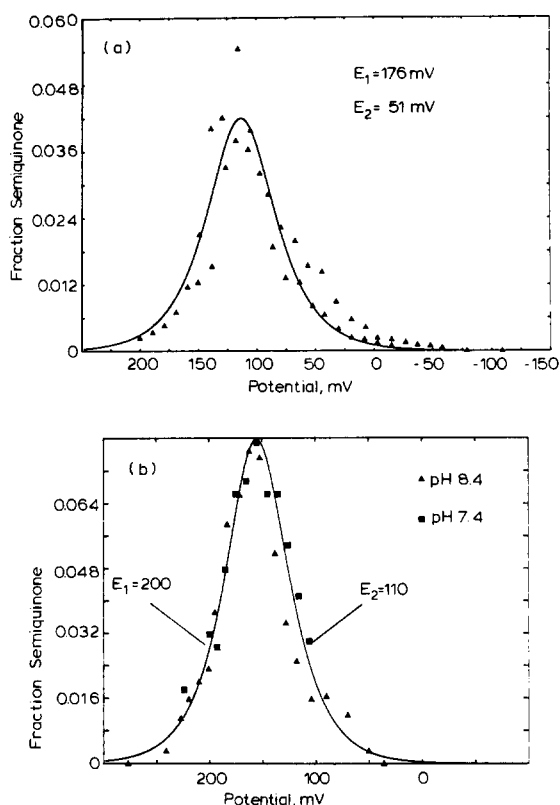 0.060
(a)
E1=176 mV
0.048
E2= 51 mV
0.036
Fraction Semiquinone
0.024
0.012
0
200 150 100 50 0 -50 -100 -150
Potential, mV
(b)
▲ pH 8.4
0.064
■ pH 7.4
0.048
Fraction Semiquinone
E1=200
E2=110
0.032
0.016
0
200 100 0
Potential, mV